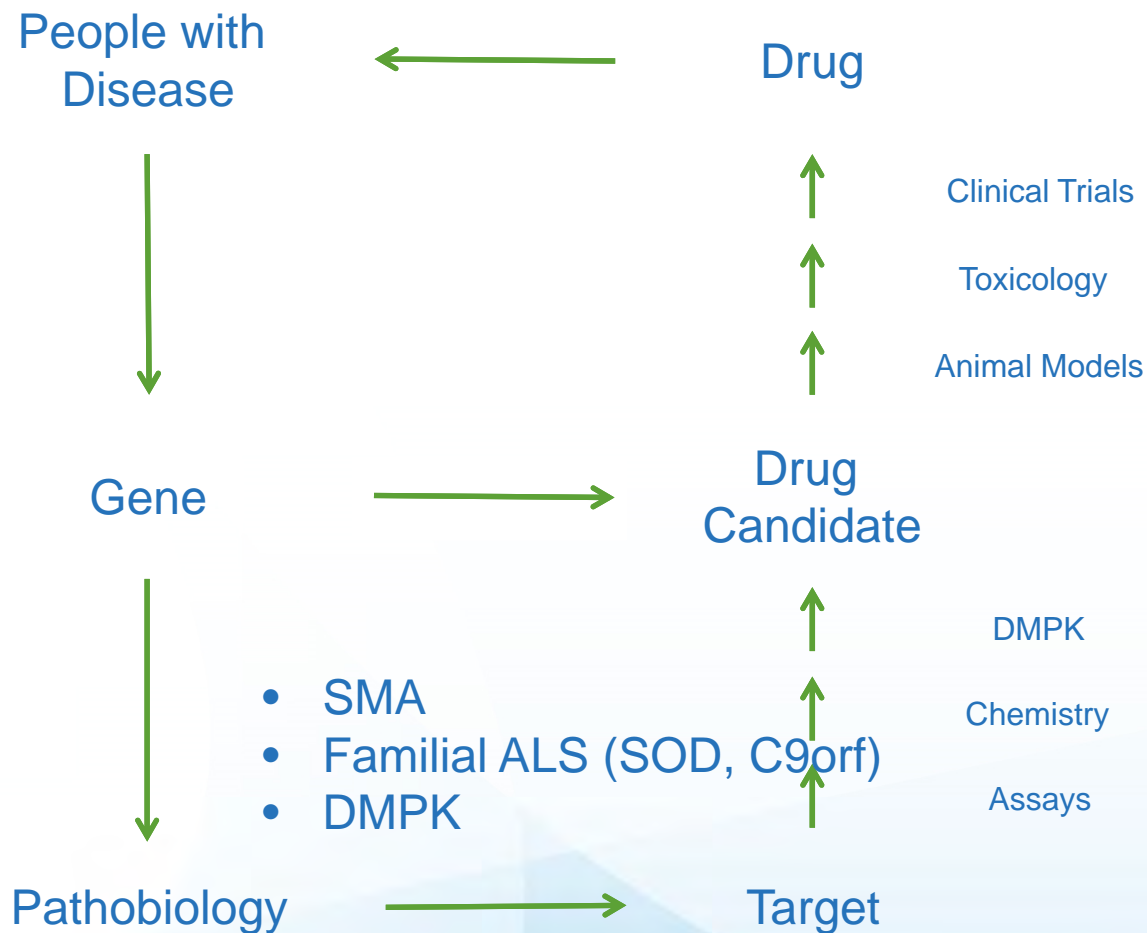 People with
Disease
Drug
Clinical Trials
Toxicology
Animal Models
Gene
Drug
Candidate
DMPK
Chemistry
Assays
• SMA
• Familial ALS (SOD, C9orf)
• DMPK
Pathobiology
Target